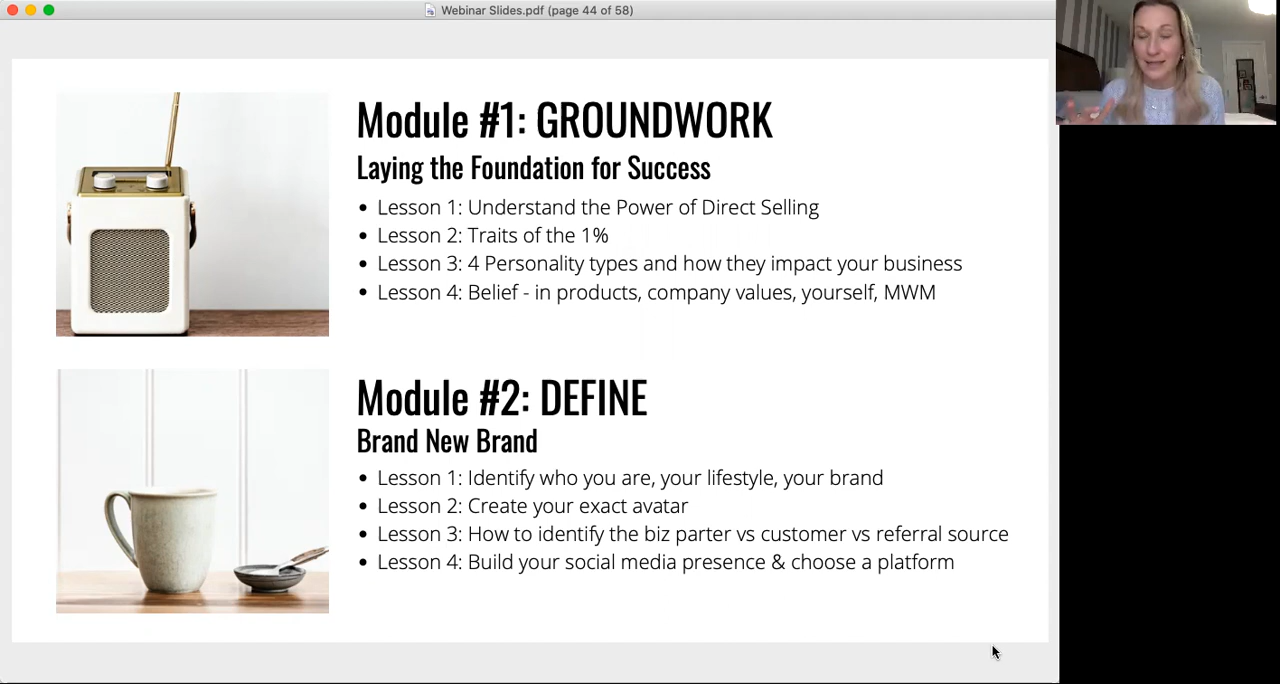 Webinar Slides.pdf (page 44 of 58)
Module #1: GROUNDWORK
Laying the Foundation for Success
• Lesson 1: Understand the Power of Direct Selling
• Lesson 2: Traits of the 1%
• Lesson 3: 4 Personality types and how they impact your business
• Lesson 4: Belief - in products, company values, yourself, MWM
Module #2: DEFINE
Brand New Brand
• Lesson 1: Identify who you are, your lifestyle, your brand
• Lesson 2: Create your exact avatar
• Lesson 3: How to identify the biz parter vs customer vs referral source
• Lesson 4: Build your social media presence & choose a platform